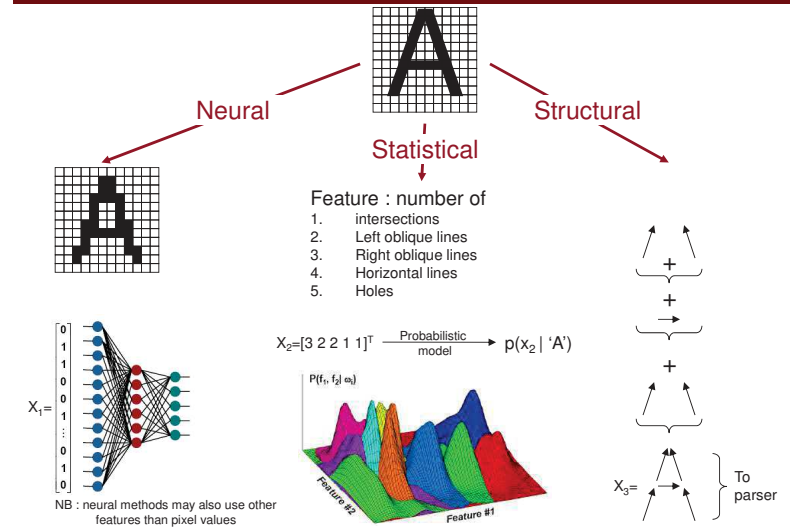 A
Neural
Statistical
Structural
Feature : number of
1. intersections
2. Left oblique lines
3. Right oblique lines
4. Horizontal lines
5. Holes
X₂=[3 2 2 1 1]ᵀ
Probabilistic
model
p(x₂ | ‘A’)
X₁=
0
1
1
1
0
0
0
1
⋮
0
0
1
0
NB : neural methods may also use other
features than pixel values
P(f₁, f₂| ωᵢ)
Feature #2
Feature #1
+
+
+
X₃=
To
parser